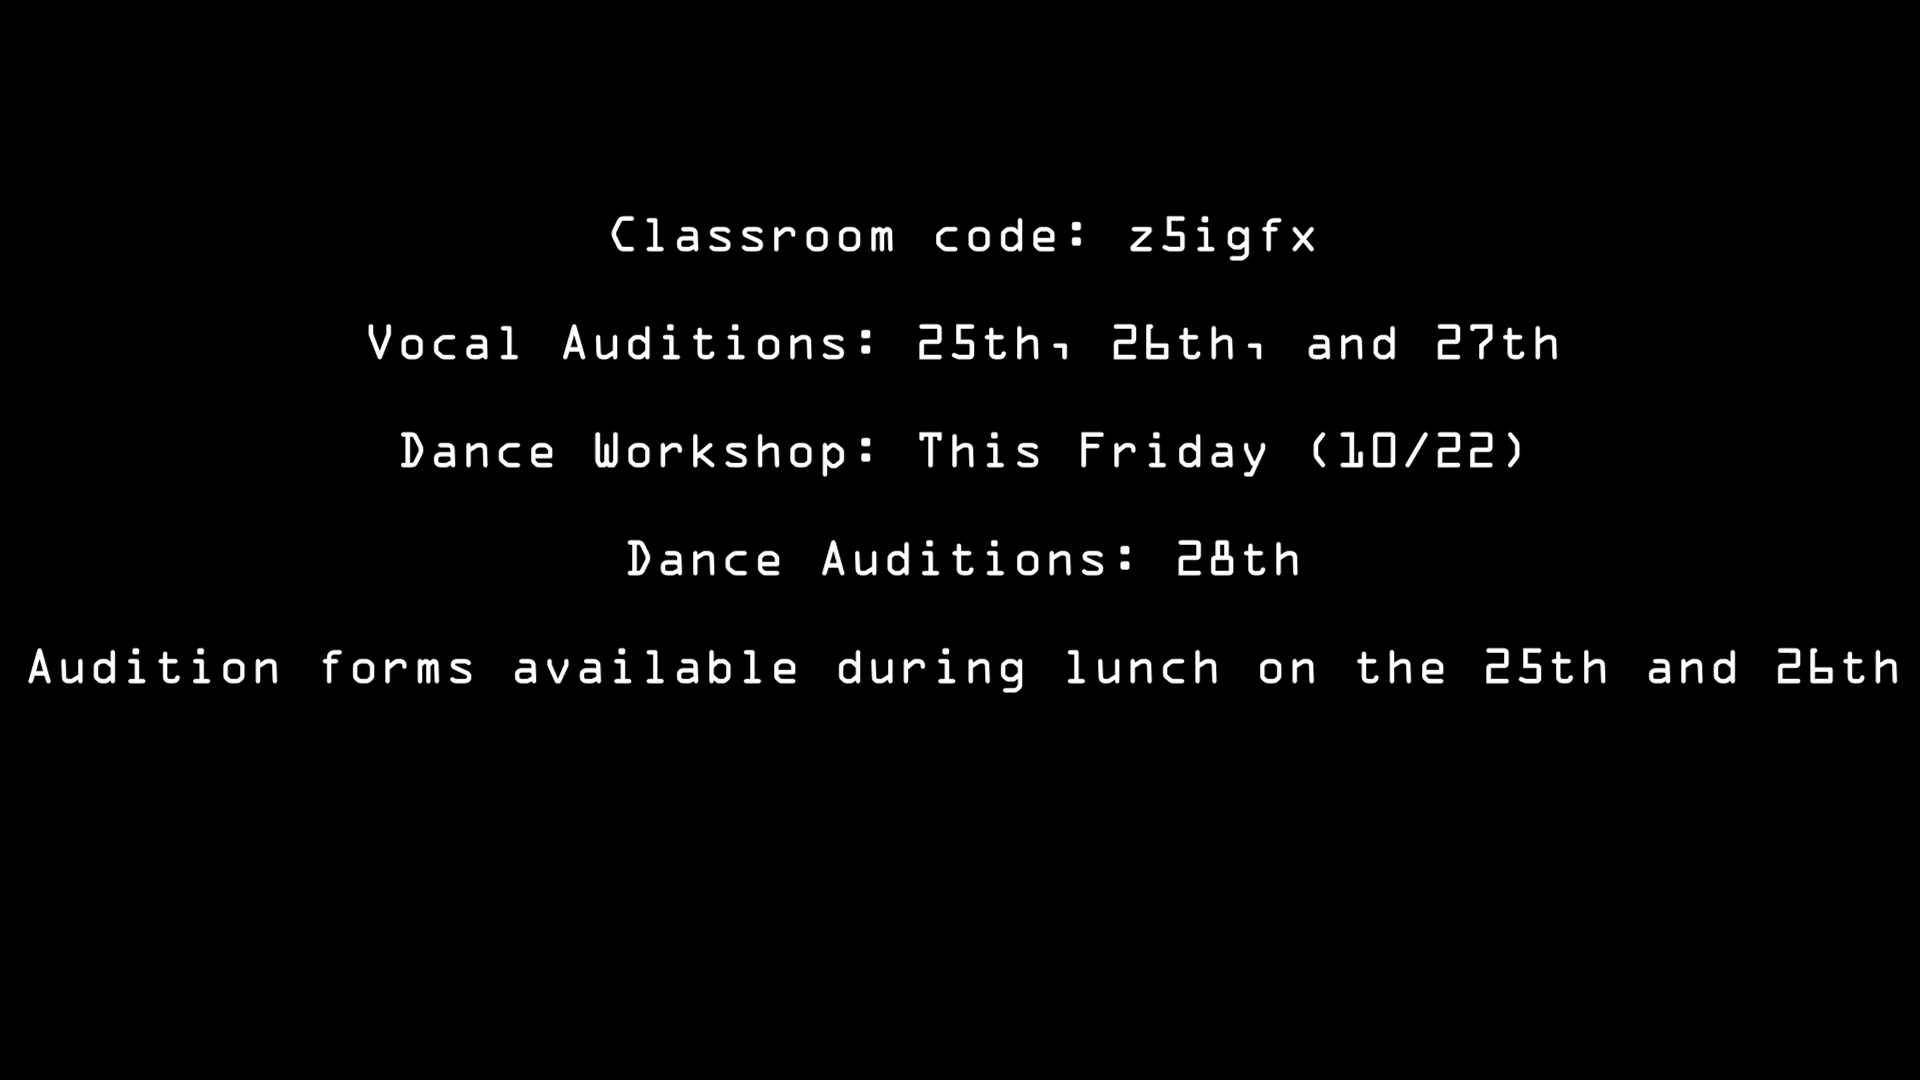 Classroom code: z5igfx
Vocal Auditions: 25th, 26th, and 27th
Dance Workshop: This Friday (10/22)
Dance Auditions: 28th
Audition forms available during lunch on the 25th and 26th